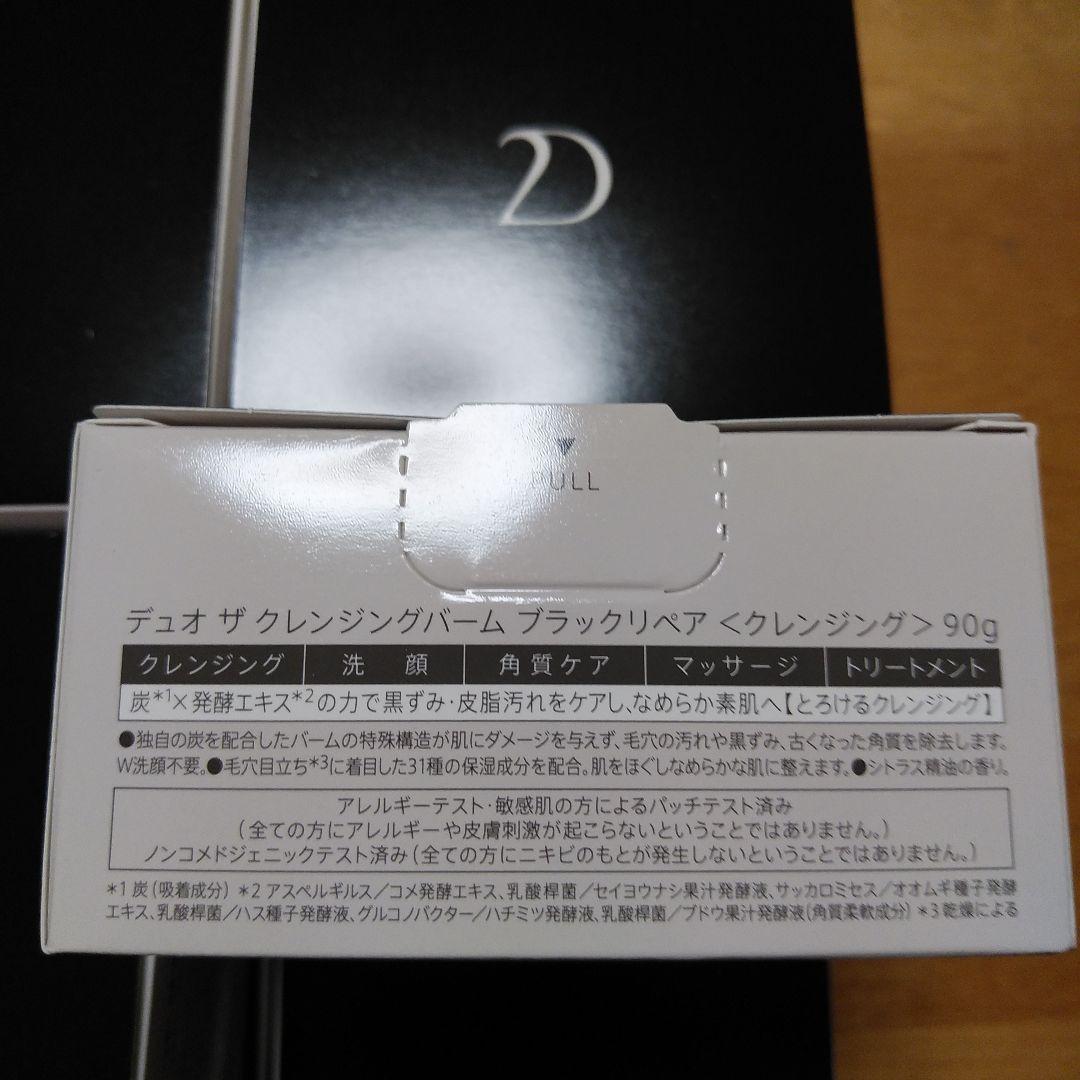 D
PULL
デュオ ザ クレンジングバーム ブラックリペア＜クレンジング＞90g
クレンジング 洗 顔 角質ケア マッサージ トリートメント
炭*1×発酵エキス*2の力で黒ずみ・皮脂汚れをケアし、なめらか素肌へ【とろけるクレンジング】
●独自の炭を配合したバームの特殊構造が肌にダメージを与えず、毛穴の汚れや黒ずみ、古くなった角質を除去します。
W洗顔不要。●毛穴目立ち*3に着目した31種の保湿成分を配合。肌をほぐしなめらかな肌に整えます。●シトラス精油の香り。
アレルギーテスト・敏感肌の方によるパッチテスト済み
（全ての方にアレルギーや皮膚刺激が起こらないということではありません。）
ノンコメドジェニックテスト済み（全ての方にニキビのもとが発生しないということではありません。）
*1 炭（吸着成分） *2 アスペルギルス／コメ発酵エキス、乳酸桿菌／セイヨウナシ果汁発酵液、サッカロミセス／オオムギ種子発酵
エキス、乳酸桿菌／ハス種子発酵液、グルコノバクター／ハチミツ発酵液、乳酸桿菌／ブドウ果汁発酵液（角質柔軟成分） *3 乾燥による